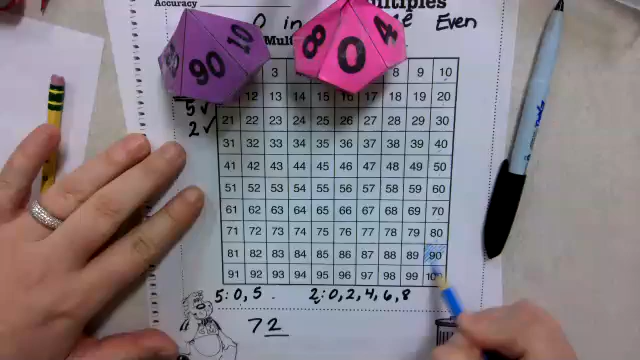 Accuracy
Multiples
0 in
Even
90 10
8 0 4
3 8 9 10
12 13 14 15 16 17 18 19 20
5 ✓
21 22 23 24 25 26 27 28 29 30
2 ✓
31 32 33 34 35 36 37 38 39 40
41 42 43 44 45 46 47 48 49 50
51 52 53 54 55 56 57 58 59 60
61 62 63 64 65 66 67 68 69 70
71 72 73 74 75 76 77 78 79 80
81 82 83 84 85 86 87 88 89 90
91 92 93 94 95 96 97 98 99 100
5: 0, 5 2: 0, 2, 4, 6, 8
72